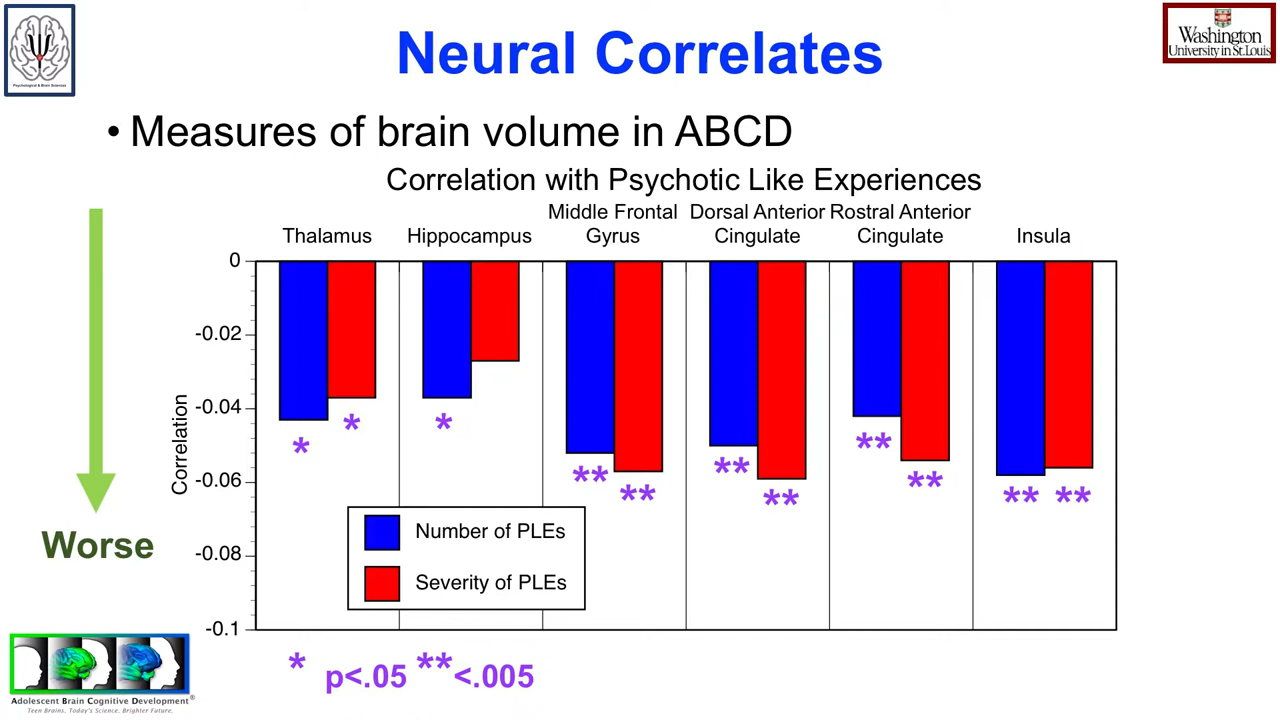 Neural Correlates
Psychological & Brain Sciences
Washington
University in St. Louis
• Measures of brain volume in ABCD
Correlation with Psychotic Like Experiences
Thalamus
Hippocampus
Middle Frontal
Gyrus
Dorsal Anterior
Cingulate
Rostral Anterior
Cingulate
Insula
0
-0.02
-0.04
-0.06
-0.08
-0.1
Correlation
* * * ** ** ** ** ** ** ** **
Number of PLEs
Severity of PLEs
Worse
* p<.05 **<.005
Adolescent Brain Cognitive Development®
Teen Brains. Today's Science. Brighter Future.